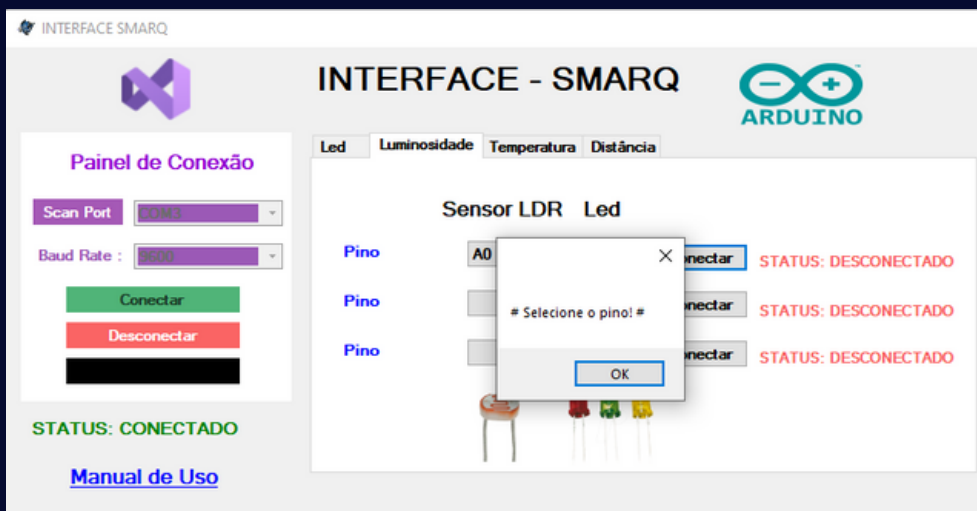 INTERFACE SMARQ
INTERFACE - SMARQ
ARDUINO
Painel de Conexão
Scan Port COM3
Baud Rate : 9600
Conectar
Desconectar
STATUS: CONECTADO
Manual de Uso
Led Luminosidade Temperatura Distância
Sensor LDR Led
Pino A0 nectar STATUS: DESCONECTADO
Pino nectar STATUS: DESCONECTADO
Pino nectar STATUS: DESCONECTADO
# Selecione o pino! #
OK